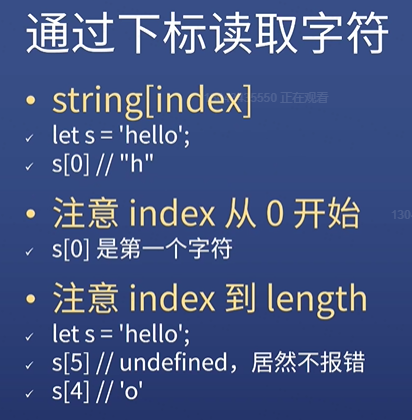 通过下标读取字符
• string[index]
✓ let s = 'hello';
✓ s[0] // "h"
• 注意 index 从 0 开始
✓ s[0] 是第一个字符
• 注意 index 到 length
✓ let s = 'hello';
✓ s[5] // undefined，居然不报错
✓ s[4] // 'o'
正在观看